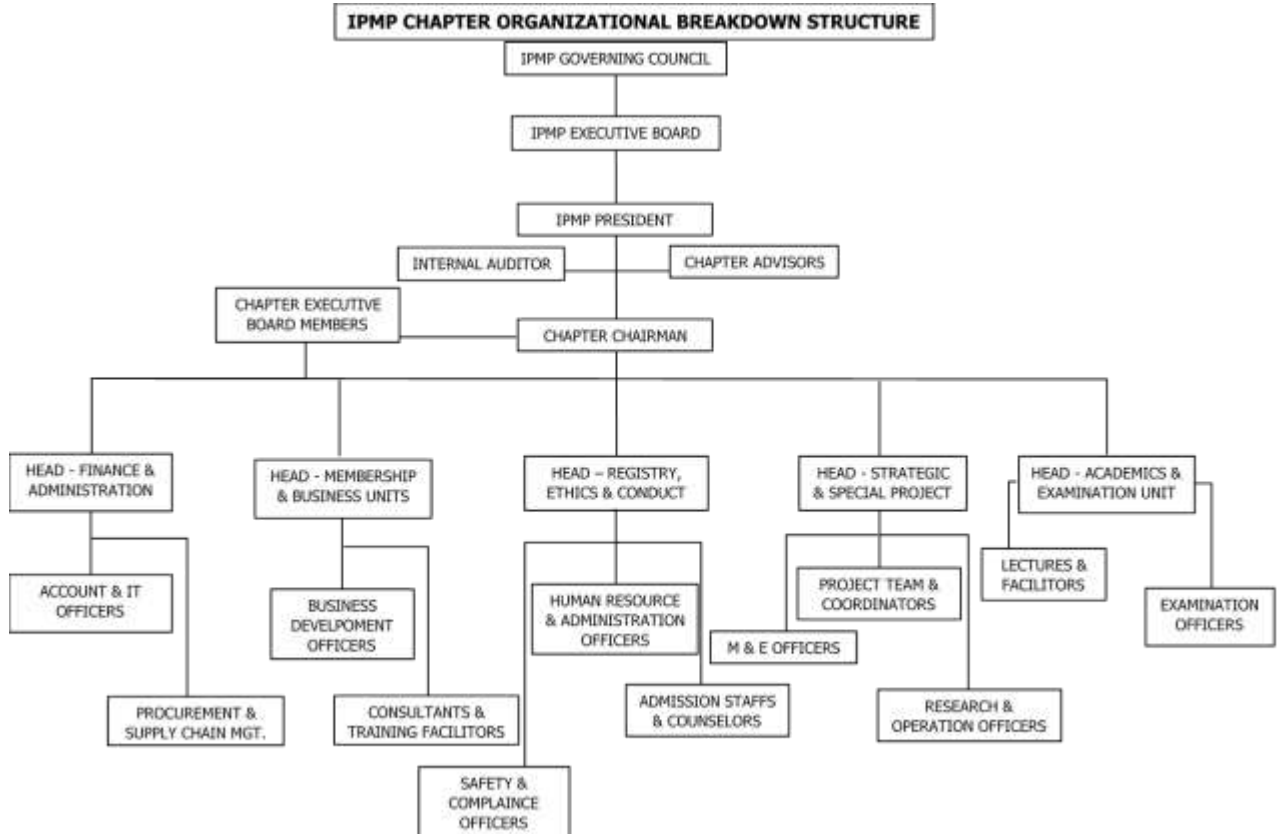 IPMP CHAPTER ORGANIZATIONAL BREAKDOWN STRUCTURE
IPMP GOVERNING COUNCIL
IPMP EXECUTIVE BOARD
IPMP PRESIDENT
INTERNAL AUDITOR
CHAPTER ADVISORS
CHAPTER EXECUTIVE
BOARD MEMBERS
CHAPTER CHAIRMAN
HEAD - FINANCE &
ADMINISTRATION
HEAD - MEMBERSHIP
& BUSINESS UNITS
HEAD – REGISTRY,
ETHICS & CONDUCT
HEAD - STRATEGIC
& SPECIAL PROJECT
HEAD - ACADEMICS &
EXAMINATION UNIT
ACCOUNT & IT
OFFICERS
BUSINESS
DEVELPOMENT
OFFICERS
HUMAN RESOURCE
& ADMINISTRATION
OFFICERS
PROJECT TEAM &
COORDINATORS
LECTURES &
FACILITORS
EXAMINATION
OFFICERS
M & E OFFICERS
PROCUREMENT &
SUPPLY CHAIN MGT.
CONSULTANTS &
TRAINING FACILITORS
ADMISSION STAFFS
& COUNSELORS
RESEARCH &
OPERATION OFFICERS
SAFETY &
COMPLAINCE
OFFICERS